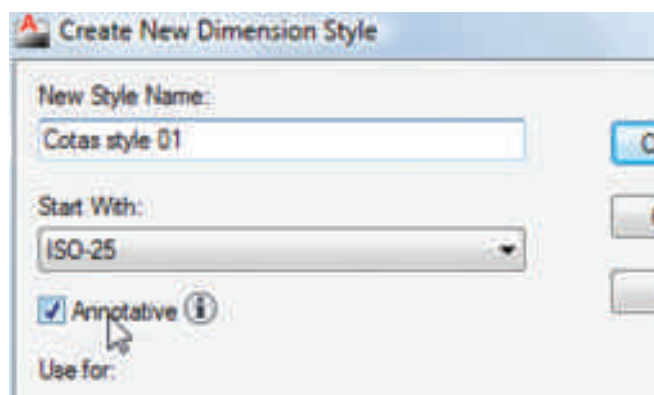 Create New Dimension Style
New Style Name:
Cotas style 01
Start With:
ISO-25
Annotative
Use for: